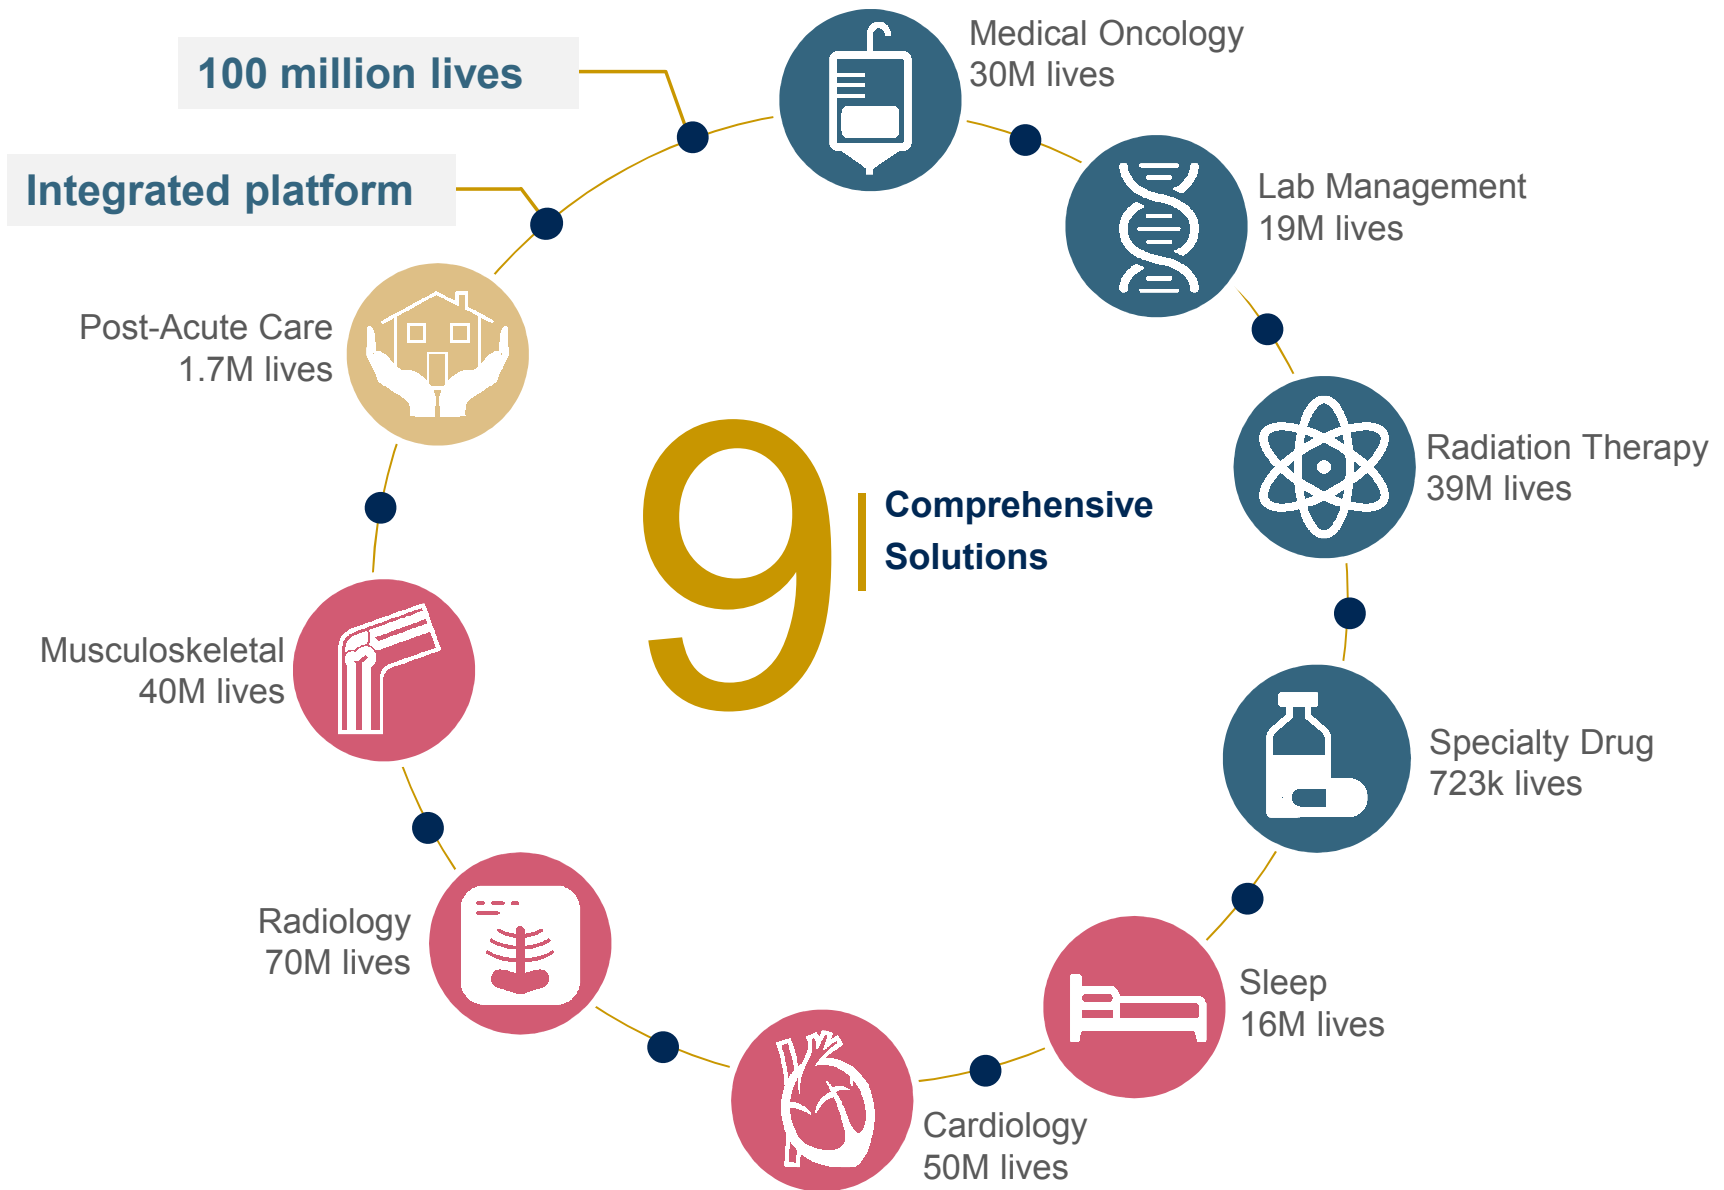 100 million lives
Integrated platform
Medical Oncology
30M lives
Lab Management
19M lives
Radiation Therapy
39M lives
Specialty Drug
723k lives
Sleep
16M lives
Cardiology
50M lives
Radiology
70M lives
Musculoskeletal
40M lives
Post-Acute Care
1.7M lives
9
Comprehensive
Solutions